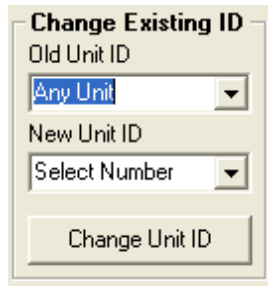 Change Existing ID
Old Unit ID
Any Unit
New Unit ID
Select Number
Change Unit ID